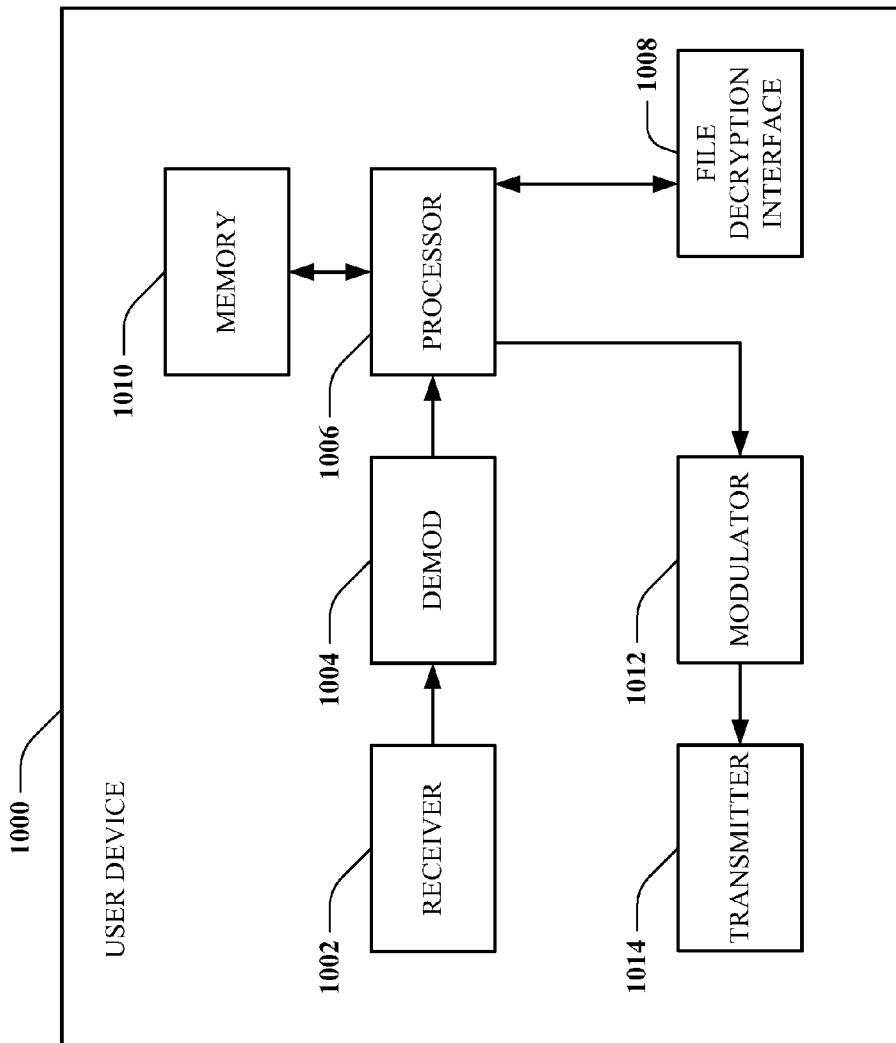 1000
USER DEVICE
1010
MEMORY
1002
RECEIVER
1004
DEMOD
1006
PROCESSOR
1014
TRANSMITTER
1012
MODULATOR
1008
FILE
DECRYPTION
INTERFACE